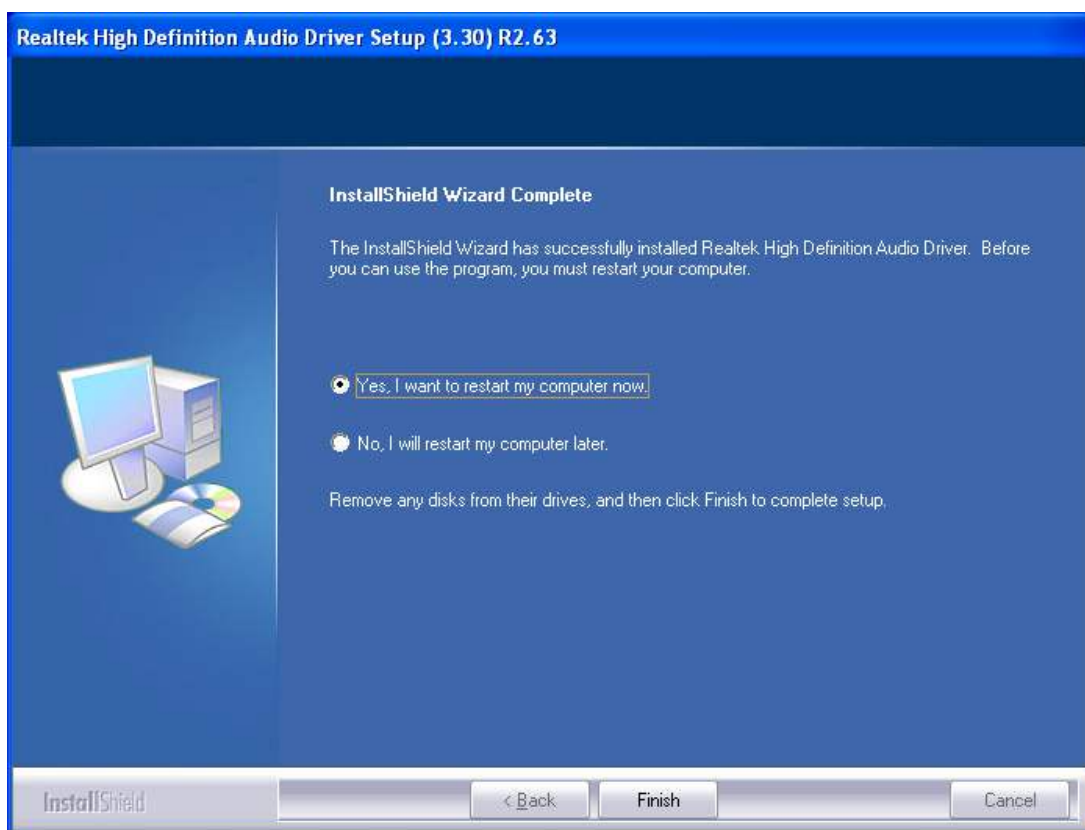 Realtek High Definition Audio Driver Setup (3.30) R2.63
InstallShield Wizard Complete
The InstallShield Wizard has successfully installed Realtek High Definition Audio Driver. Before
you can use the program, you must restart your computer.
Yes, I want to restart my computer now.
No, I will restart my computer later.
Remove any disks from their drives, and then click Finish to complete setup.
InstallShield
< Back
Finish
Cancel